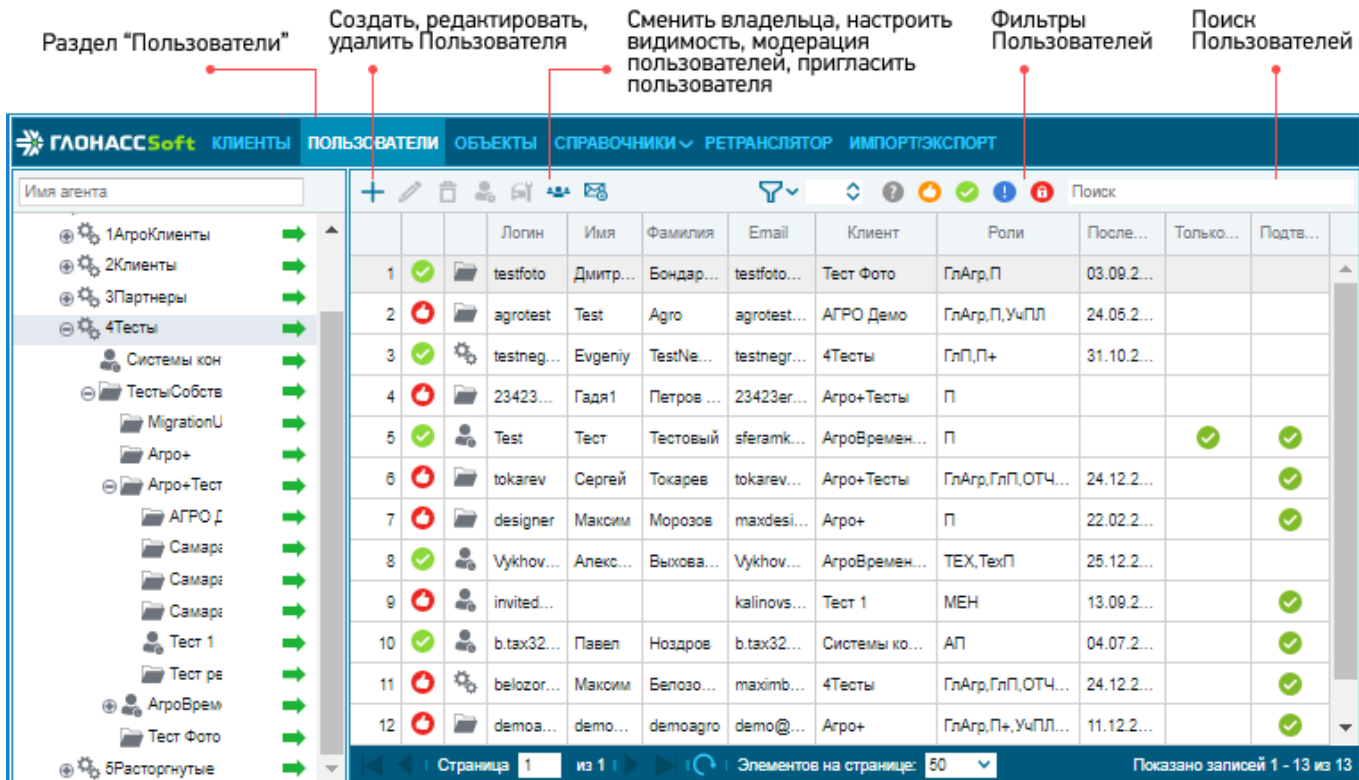 Раздел “Пользователи”
Создать, редактировать,
удалить Пользователя
Сменить владельца, настроить
видимость, модерация
пользователей, пригласить
пользователя
Фильтры
Пользователей
Поиск
Пользователей
ГЛОНАССSoft КЛИЕНТЫ ПОЛЬЗОВАТЕЛИ ОБЪЕКТЫ СПРАВОЧНИКИ РЕТРАНСЛЯТОР ИМПОРТ/ЭКСПОРТ
Имя агента
Поиск
1АгроКлиенты
2Клиенты
3Партнеры
4Тесты
Системы кон
ТестыСобств
MigrationU
Агро+
Агро+Тест
АГРО Д
Самара
Самара
Самара
Тест 1
Тест ре
АгроВрем
Тест Фото
5Расторгнутые
Логин Имя Фамилия Email Клиент Роли После... Только... Подтв...
1 testfoto Дмитр... Бондар... testfoto... Тест Фото ГлАгр,П 03.09.2...
2 agrotest Test Agro agrotest... АГРО Демо ГлАгр,П,УчПЛ 24.05.2...
3 testneg... Evgeniy TestNe... testnegr... 4Тесты ГлП,П+ 31.10.2...
4 23423... Гадя1 Петров ... 23423er... Агро+Тесты П
5 Test Тест Тестовый sferamk... АгроВремен... П
6 tokarev Сергей Токарев tokarev... Агро+Тесты ГлАгр,ГлП,ОТЧ... 24.12.2...
7 designer Максим Морозов maxdesi... Агро+ П 22.02.2...
8 Vykhov... Алекс... Выхова... Vykhov... АгроВремен... ТЕХ,ТехП 25.12.2...
9 invited... kalinovs... Тест 1 МЕН 13.09.2...
10 b.tax32... Павел Ноздров b.tax32... Системы ко... АП 04.07.2...
11 belozor... Максим Белозо... maximb... 4Тесты ГлАгр,ГлП,ОТЧ... 24.12.2...
12 demoa... demo... demoagro demo@... Агро+ ГлАгр,П+,УчПЛ... 11.12.2...
Страница 1 из 1 Элементов на странице: 50 Показано записей 1 - 13 из 13